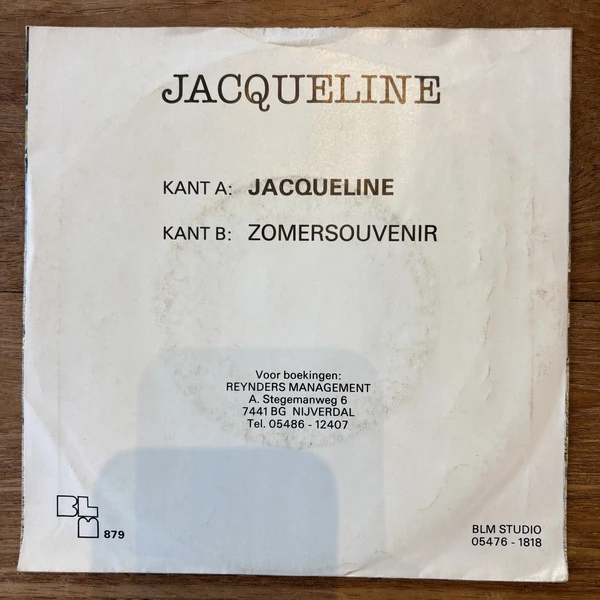 JACQUELINE
KANT A: JACQUELINE
KANT B: ZOMERSOUVENIR
Voor boekingen:
REYNDERS MANAGEMENT
A. Stegemanweg 6
7441 BG NIJVERDAL
Tel. 05486 - 12407
BLM 879
BLM STUDIO
05476 - 1818